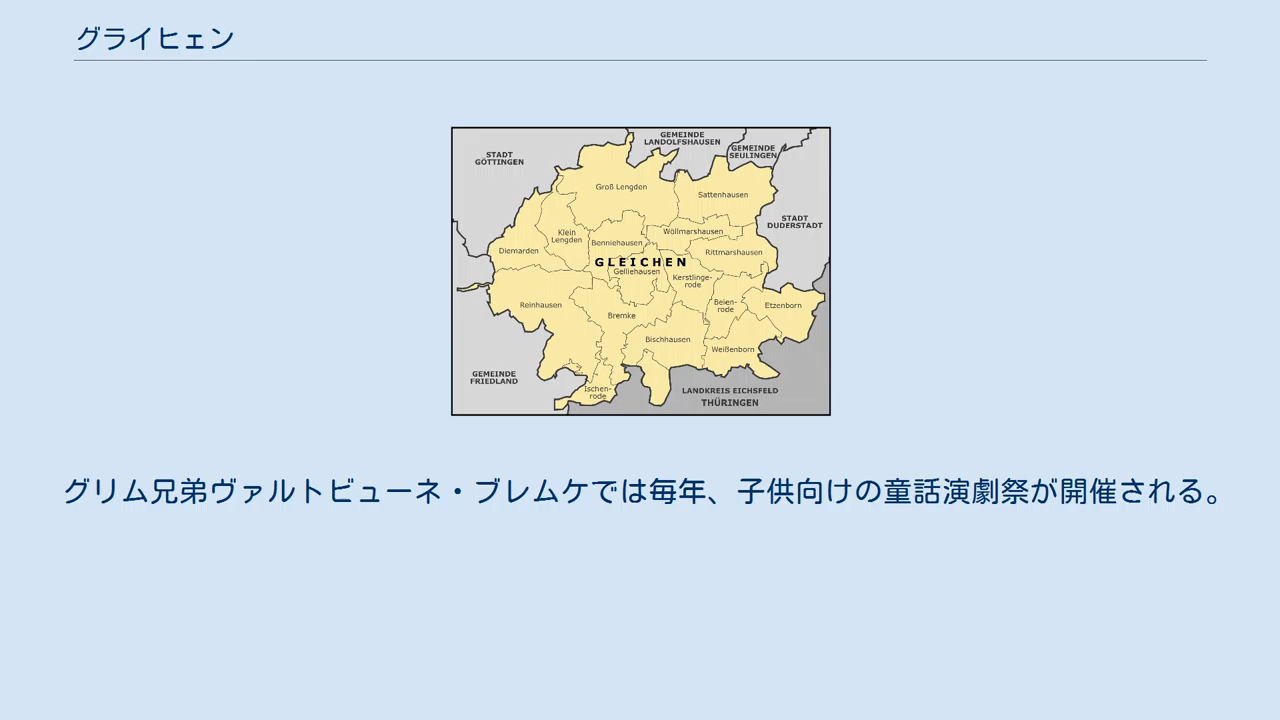 グライヒェン
GEMEINDE
LANDOLFSHAUSEN
GEMEINDE
SEULINGEN
STADT
GÖTTINGEN
Groß Lengden
Sattenhausen
STADT
DUDERSTADT
Klein
Lengden
Wöllmarshausen
Benniehausen
Diemarden
Rittmarshausen
GLEICHEN
Gelliehausen
Kerstlinge-
rode
Reinhausen
Beien-
rode
Etzenborn
Bremke
Bischhausen
Weißenborn
GEMEINDE
FRIEDLAND
Ischen-
rode
LANDKREIS EICHSFELD
THÜRINGEN
グリム兄弟ヴァルトビューネ・ブレムケでは毎年、子供向けの童話演劇祭が開催される。